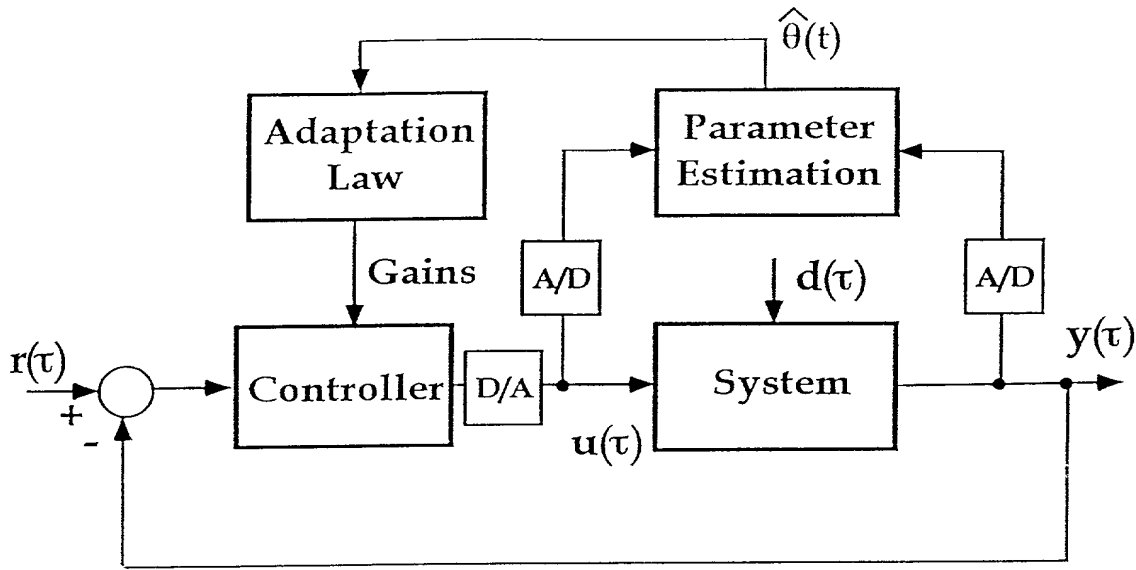 θ̂(t)
Adaptation
Law
Parameter
Estimation
Gains
A/D
d(τ)
A/D
r(τ)
+
-
Controller
D/A
u(τ)
System
y(τ)